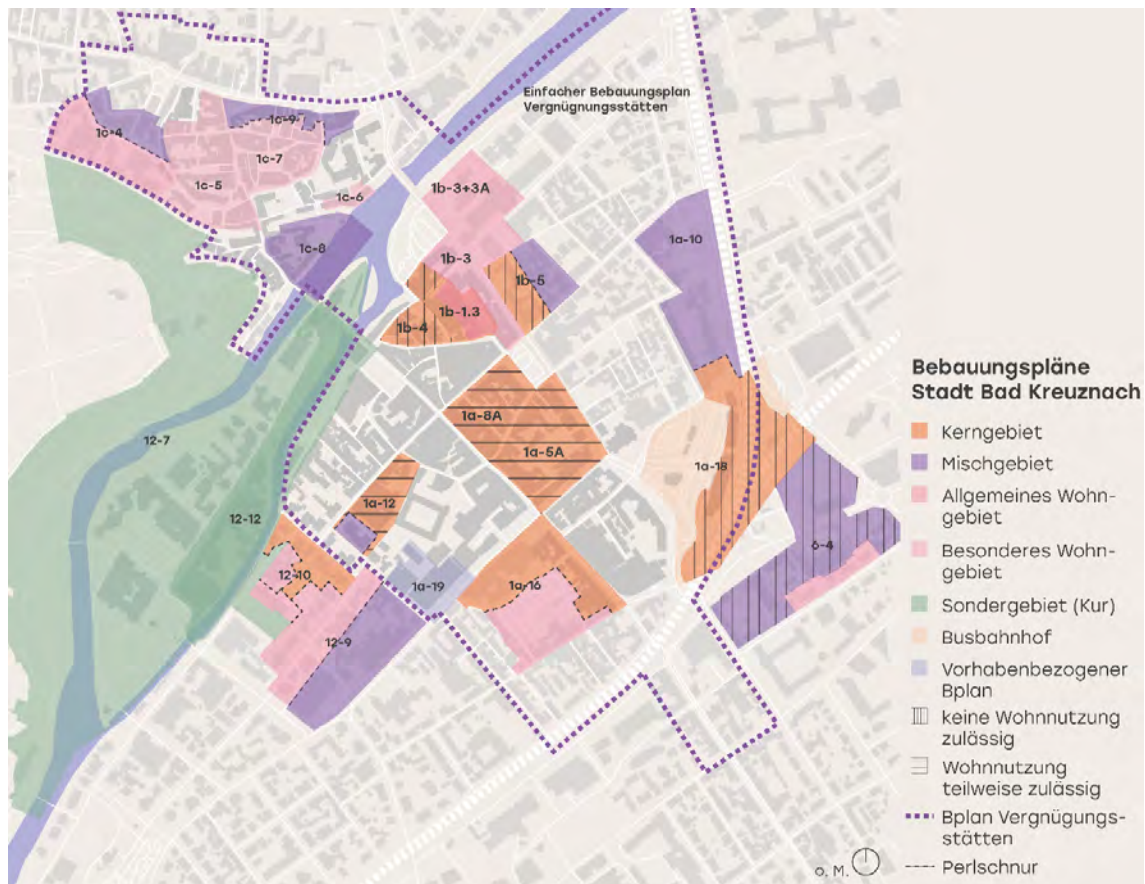 Einfacher Bebauungsplan
Vergnügnungsstätten
1c-4
1c-9
1c-7
1c-5
1c-6
1b-3+3A
1c-8
1b-3
1a-10
1b-5
1b-1.3
1b-4
1a-8A
1a-5A
12-7
1a-18
1a-12
12-12
6-4
12-10
1a-19
1a-16
12-9
Bebauungspläne
Stadt Bad Kreuznach
Kerngebiet
Mischgebiet
Allgemeines Wohn-
gebiet
Besonderes Wohn-
gebiet
Sondergebiet (Kur)
Busbahnhof
Vorhabenbezogener
Bplan
keine Wohnnutzung
zulässig
Wohnnutzung
teilweise zulässig
Bplan Vergnügungs-
stätten
Perlschnur
o. M.